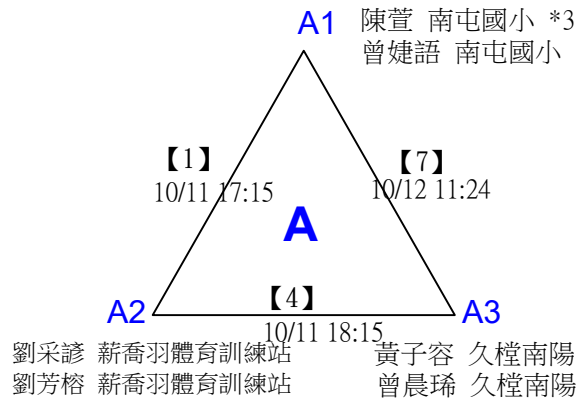 A1
陳萱 南屯國小 *3
曾婕語 南屯國小
【1】
10/11 17:15
【7】
10/12 11:24
A
A2
【4】
10/11 18:15
A3
劉采諺 薪喬羽體育訓練站
劉芳榕 薪喬羽體育訓練站
黃子容 久樘南陽
曾晨琋 久樘南陽